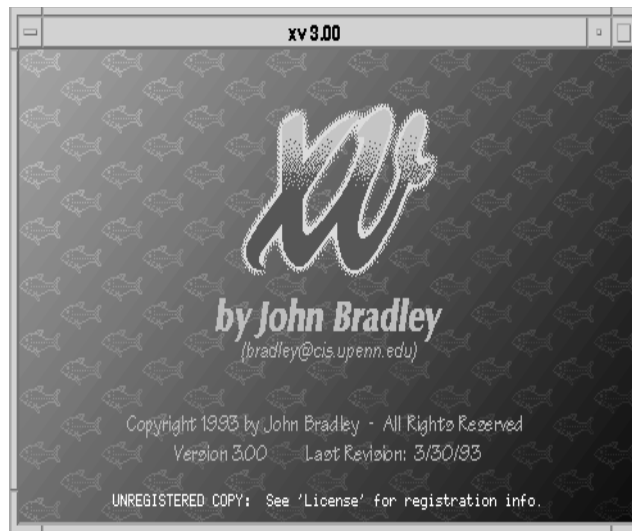 xv 3.00
xv
by John Bradley
(bradley@cis.upenn.edu)
Copyright 1993 by John Bradley - All Rights Reserved
Version 3.00 Last Revision: 3/30/93
UNREGISTERED COPY: See 'License' for registration info.